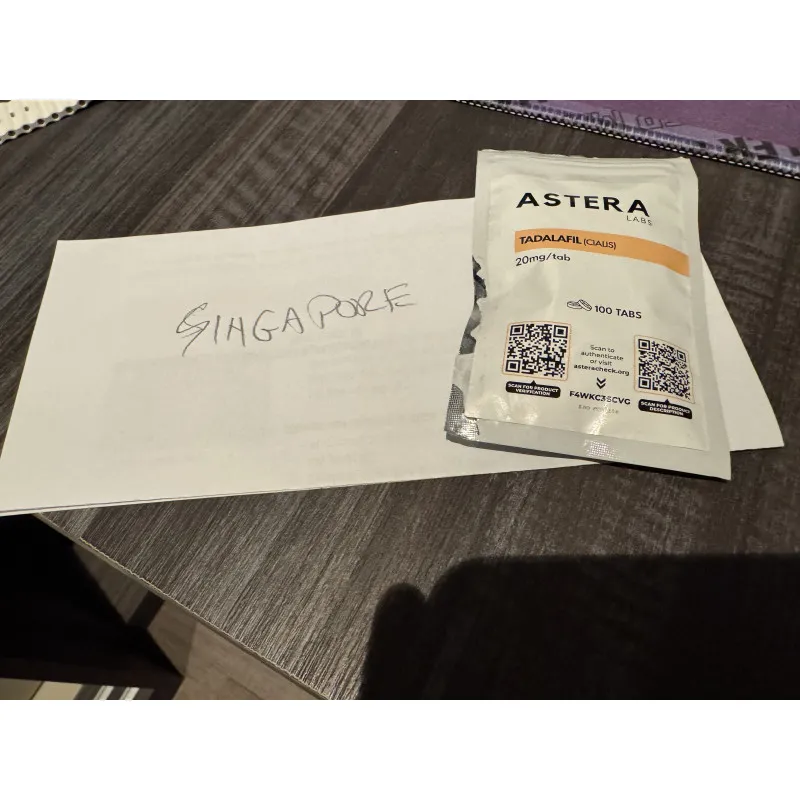 SINGAPORE
ASTERA
LABS
TADALAFIL (CIALIS)
20mg/tab
100 TABS
Scan to
authenticate
or visit
asteracheck.org
SCAN FOR PRODUCT
VERIFICATION
F4WKC36CVG
SCAN FOR PRODUCT
DESCRIPTION